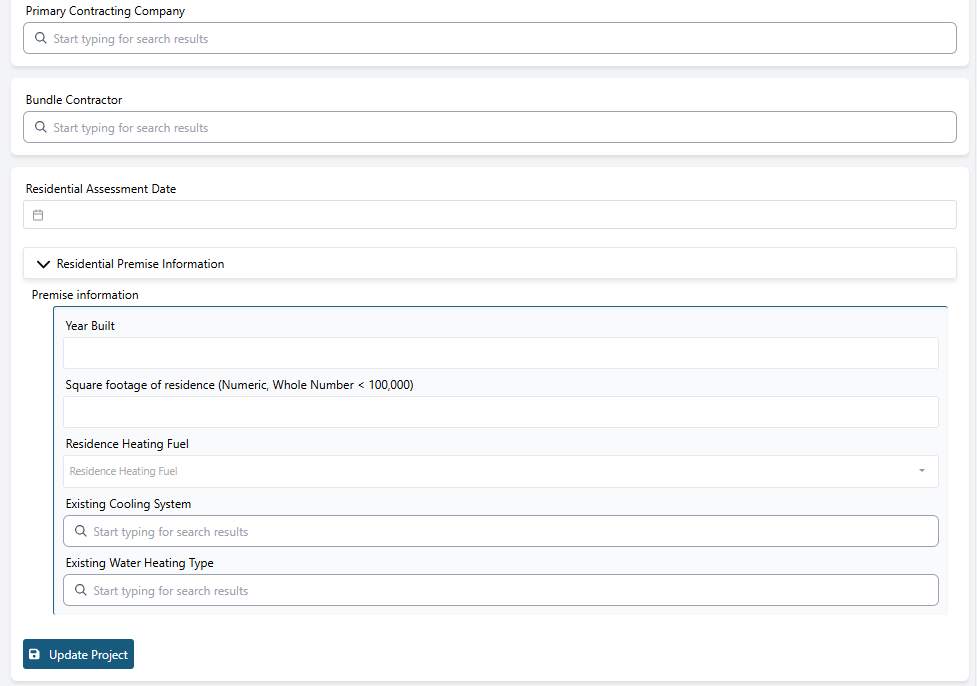 Primary Contracting Company
Start typing for search results
Bundle Contractor
Start typing for search results
Residential Assessment Date
Residential Premise Information
Premise information
Year Built
Square footage of residence (Numeric, Whole Number < 100,000)
Residence Heating Fuel
Residence Heating Fuel
Existing Cooling System
Start typing for search results
Existing Water Heating Type
Start typing for search results
Update Project